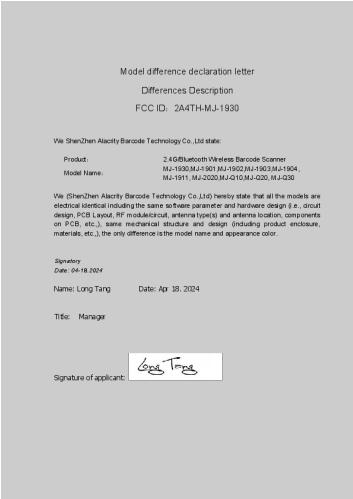 Model difference declaration letter
Differences Description
FCC ID: 2A4TH-MJ-1930
We ShenZhen Alacrity Barcode Technology Co.,Ltd state:
Product: 2.4G/Bluetooth Wireless Barcode Scanner
Model Name: MJ-1930,MJ-1901,MJ-1902,MJ-1903,MJ-1904,
MJ-1911, MJ-2020,MJ-Q10,MJ-Q20, MJ-Q30
We (ShenZhen Alacrity Barcode Technology Co.,Ltd) hereby state that all the models are
electrical identical including the same software parameter and hardware design (i.e., circuit
design, PCB Layout, RF module/circuit, antenna type(s) and antenna location, components
on PCB, etc.,), same mechanical structure and design (including product enclosure,
materials, etc.,), the only difference is the model name and appearance color.
Signatory
Date: 04-18.2024
Name: Long Tang Date: Apr 18, 2024
Title: Manager
Signature of applicant: Long Tang